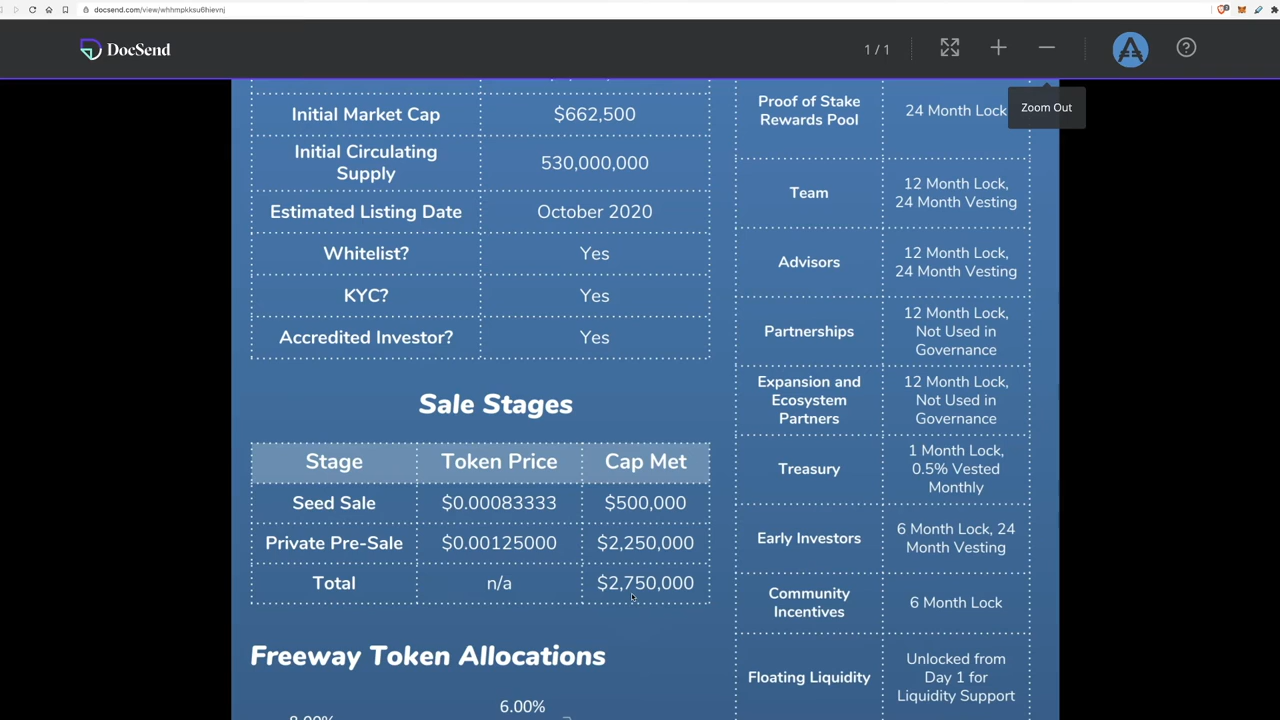 docsend.com/view/whhmpkksu6hievnj
DocSend
1 / 1
Zoom Out
Initial Market Cap $662,500
Initial Circulating
Supply
530,000,000
Estimated Listing Date October 2020
Whitelist? Yes
KYC? Yes
Accredited Investor? Yes
Sale Stages
Stage Token Price Cap Met
Seed Sale $0.00083333 $500,000
Private Pre-Sale $0.00125000 $2,250,000
Total n/a $2,750,000
Freeway Token Allocations
6.00%
8.00%
Proof of Stake
Rewards Pool
24 Month Lock
Team
12 Month Lock,
24 Month Vesting
Advisors
12 Month Lock,
24 Month Vesting
Partnerships
12 Month Lock,
Not Used in
Governance
Expansion and
Ecosystem
Partners
12 Month Lock,
Not Used in
Governance
Treasury
1 Month Lock,
0.5% Vested
Monthly
Early Investors
6 Month Lock, 24
Month Vesting
Community
Incentives
6 Month Lock
Floating Liquidity
Unlocked from
Day 1 for
Liquidity Support